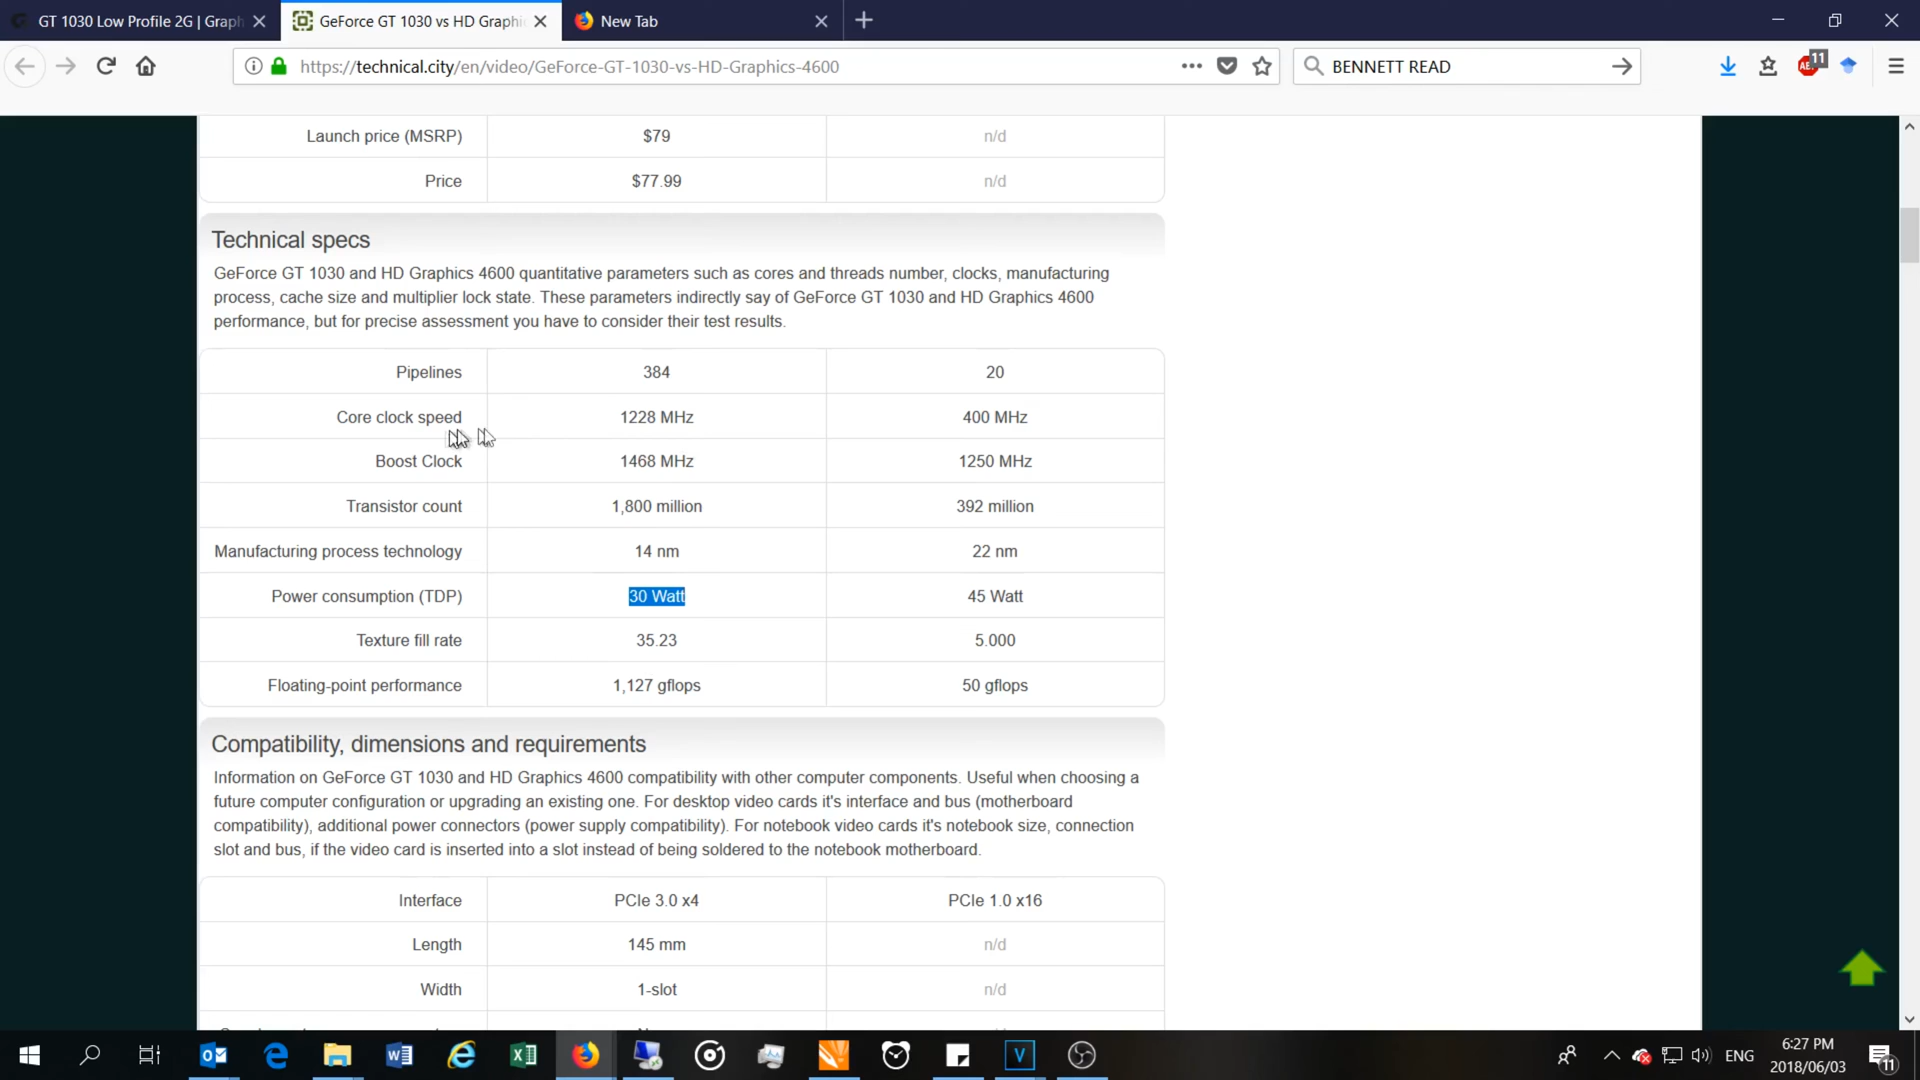 GT 1030 Low Profile 2G | Graph
GeForce GT 1030 vs HD Graphi
New Tab
https://technical.city/en/video/GeForce-GT-1030-vs-HD-Graphics-4600
BENNETT READ
11
Launch price (MSRP) $79 n/d
Price $77.99 n/d
Technical specs
GeForce GT 1030 and HD Graphics 4600 quantitative parameters such as cores and threads number, clocks, manufacturing
process, cache size and multiplier lock state. These parameters indirectly say of GeForce GT 1030 and HD Graphics 4600
performance, but for precise assessment you have to consider their test results.
Pipelines 384 20
Core clock speed 1228 MHz 400 MHz
Boost Clock 1468 MHz 1250 MHz
Transistor count 1,800 million 392 million
Manufacturing process technology 14 nm 22 nm
Power consumption (TDP) 30 Watt 45 Watt
Texture fill rate 35.23 5.000
Floating-point performance 1,127 gflops 50 gflops
Compatibility, dimensions and requirements
Information on GeForce GT 1030 and HD Graphics 4600 compatibility with other computer components. Useful when choosing a
future computer configuration or upgrading an existing one. For desktop video cards it's interface and bus (motherboard
compatibility), additional power connectors (power supply compatibility). For notebook video cards it's notebook size, connection
slot and bus, if the video card is inserted into a slot instead of being soldered to the notebook motherboard.
Interface PCIe 3.0 x4 PCIe 1.0 x16
Length 145 mm n/d
Width 1-slot n/d
ENG
6:27 PM
2018/06/03
11